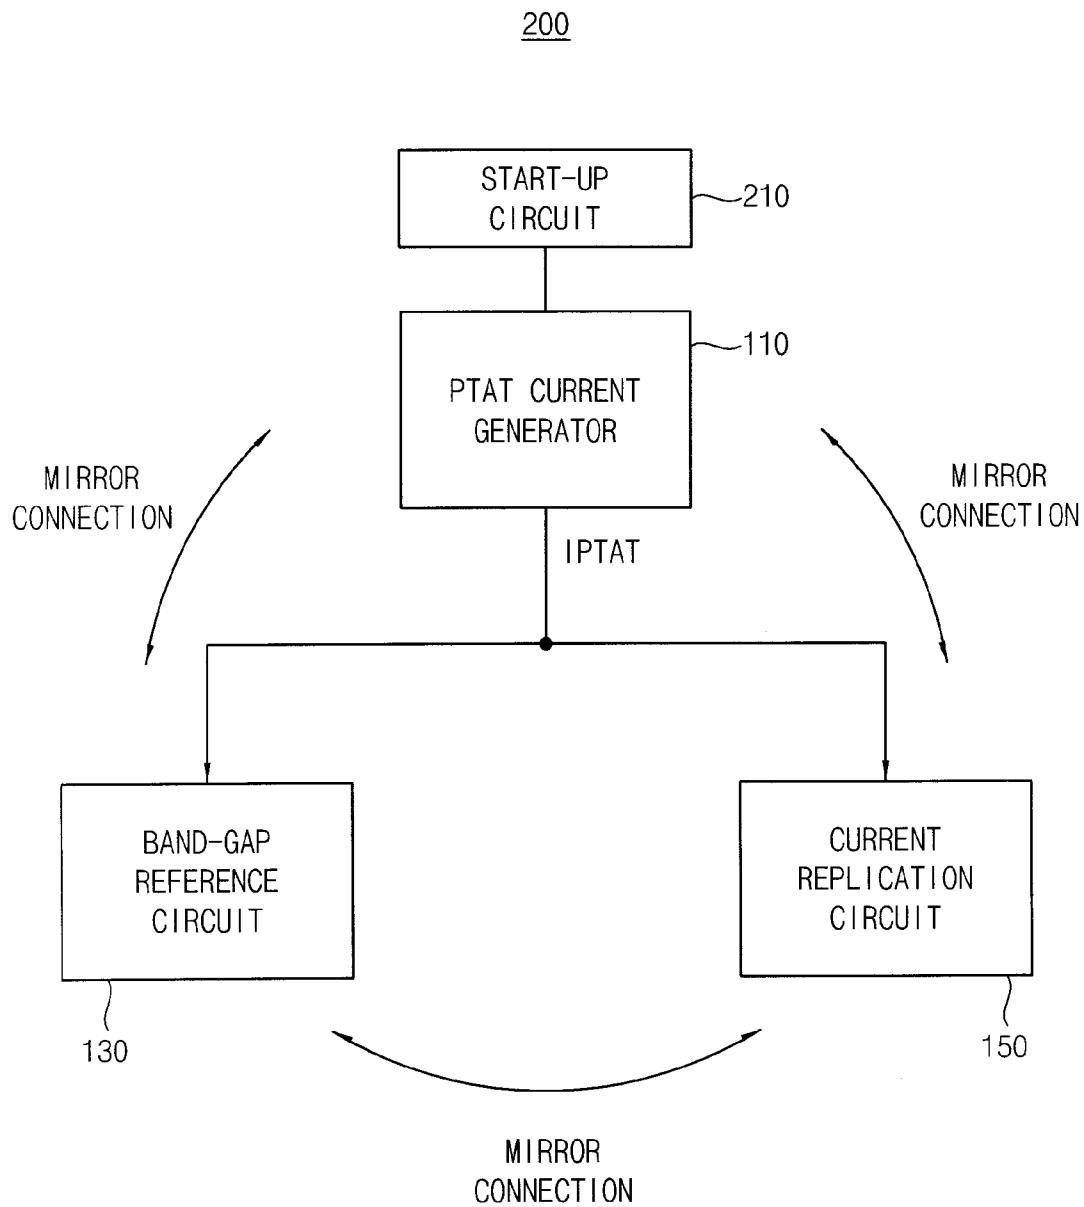 200
START-UP
CIRCUIT
210
PTAT CURRENT
GENERATOR
110
MIRROR
CONNECTION
MIRROR
CONNECTION
IPTAT
BAND-GAP
REFERENCE
CIRCUIT
CURRENT
REPLICATION
CIRCUIT
130
150
MIRROR
CONNECTION